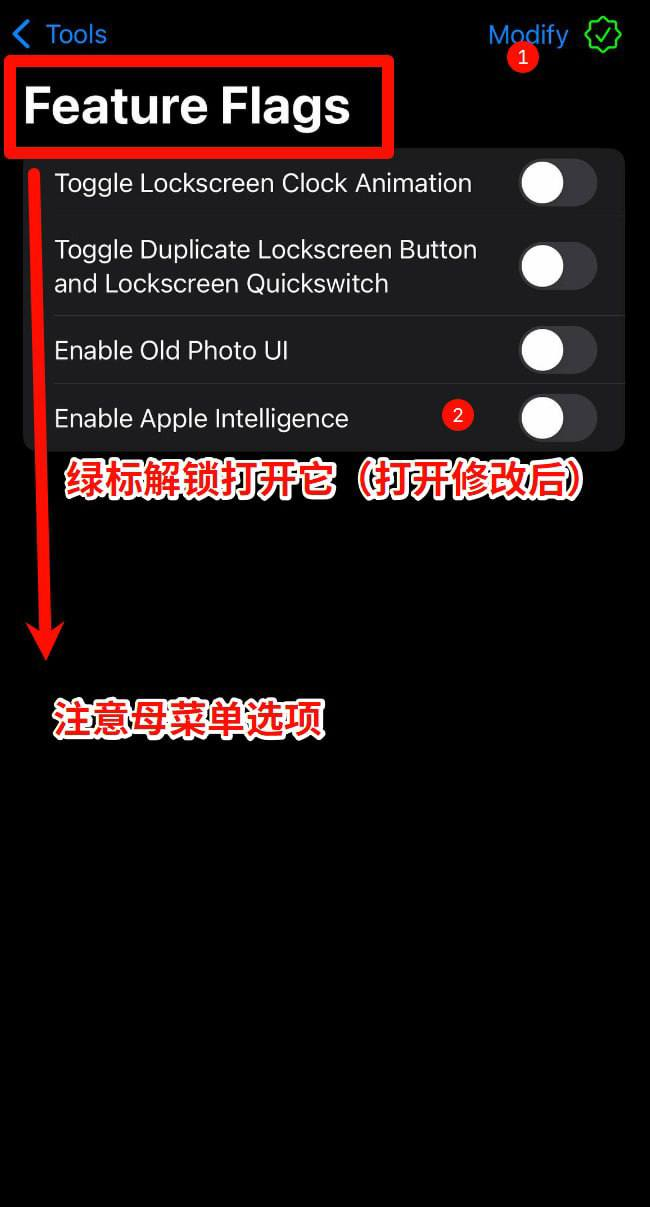 Tools
Modify
1
Feature Flags
Toggle Lockscreen Clock Animation
Toggle Duplicate Lockscreen Button
and Lockscreen Quickswitch
Enable Old Photo UI
Enable Apple Intelligence
2
绿标解锁打开它（打开修改后）
注意母菜单选项